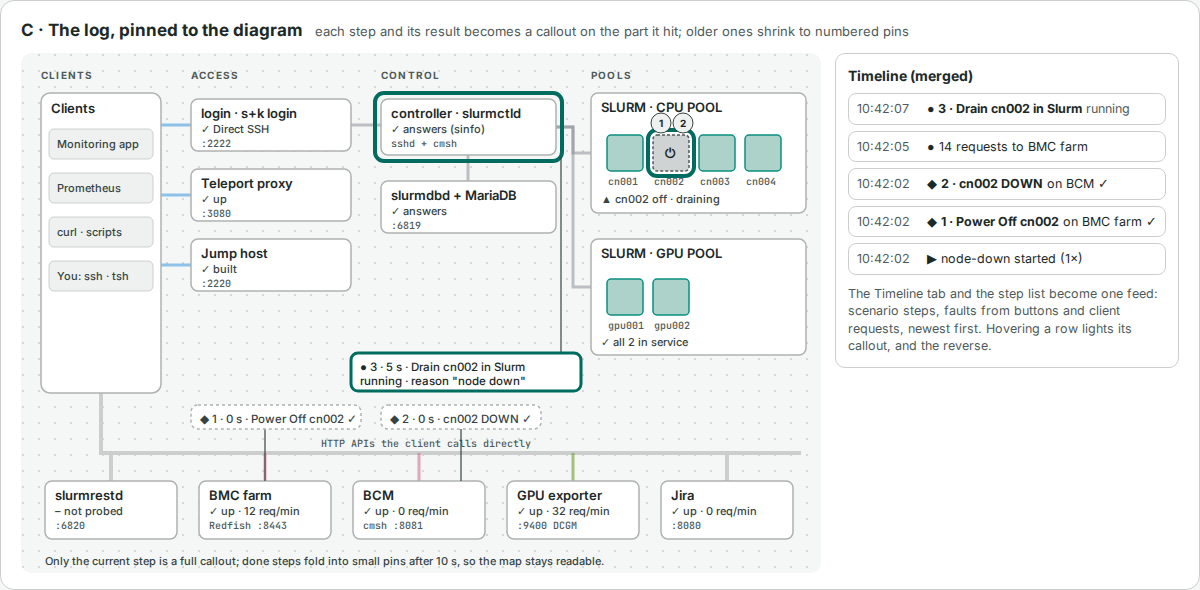 C · The log, pinned to the diagram each step and its result becomes a callout on the part it hit; older ones shrink to numbered pins
CLIENTS
ACCESS
CONTROL
POOLS
Clients
Monitoring app
Prometheus
curl · scripts
You: ssh · tsh
login · s+k login
✓ Direct SSH
:2222
Teleport proxy
✓ up
:3080
Jump host
✓ built
:2220
controller · slurmctld
✓ answers (sinfo)
sshd + cmsh
slurmdbd + MariaDB
✓ answers
:6819
SLURM · CPU POOL
1 2
cn001 cn002 cn003 cn004
▲ cn002 off · draining
SLURM · GPU POOL
gpu001 gpu002
✓ all 2 in service
● 3 · 5 s · Drain cn002 in Slurm
running · reason "node down"
◆ 1 · 0 s · Power Off cn002 ✓
◆ 2 · 0 s · cn002 DOWN ✓
HTTP APIs the client calls directly
slurmrestd
– not probed
:6820
BMC farm
✓ up · 12 req/min
Redfish :8443
BCM
✓ up · 0 req/min
cmsh :8081
GPU exporter
✓ up · 32 req/min
:9400 DCGM
Jira
✓ up · 0 req/min
:8080
Only the current step is a full callout; done steps fold into small pins after 10 s, so the map stays readable.
Timeline (merged)
10:42:07 ● 3 · Drain cn002 in Slurm running
10:42:05 ● 14 requests to BMC farm
10:42:02 ◆ 2 · cn002 DOWN on BCM ✓
10:42:02 ◆ 1 · Power Off cn002 on BMC farm ✓
10:42:02 ▶ node-down started (1×)
The Timeline tab and the step list become one feed:
scenario steps, faults from buttons and client
requests, newest first. Hovering a row lights its
callout, and the reverse.